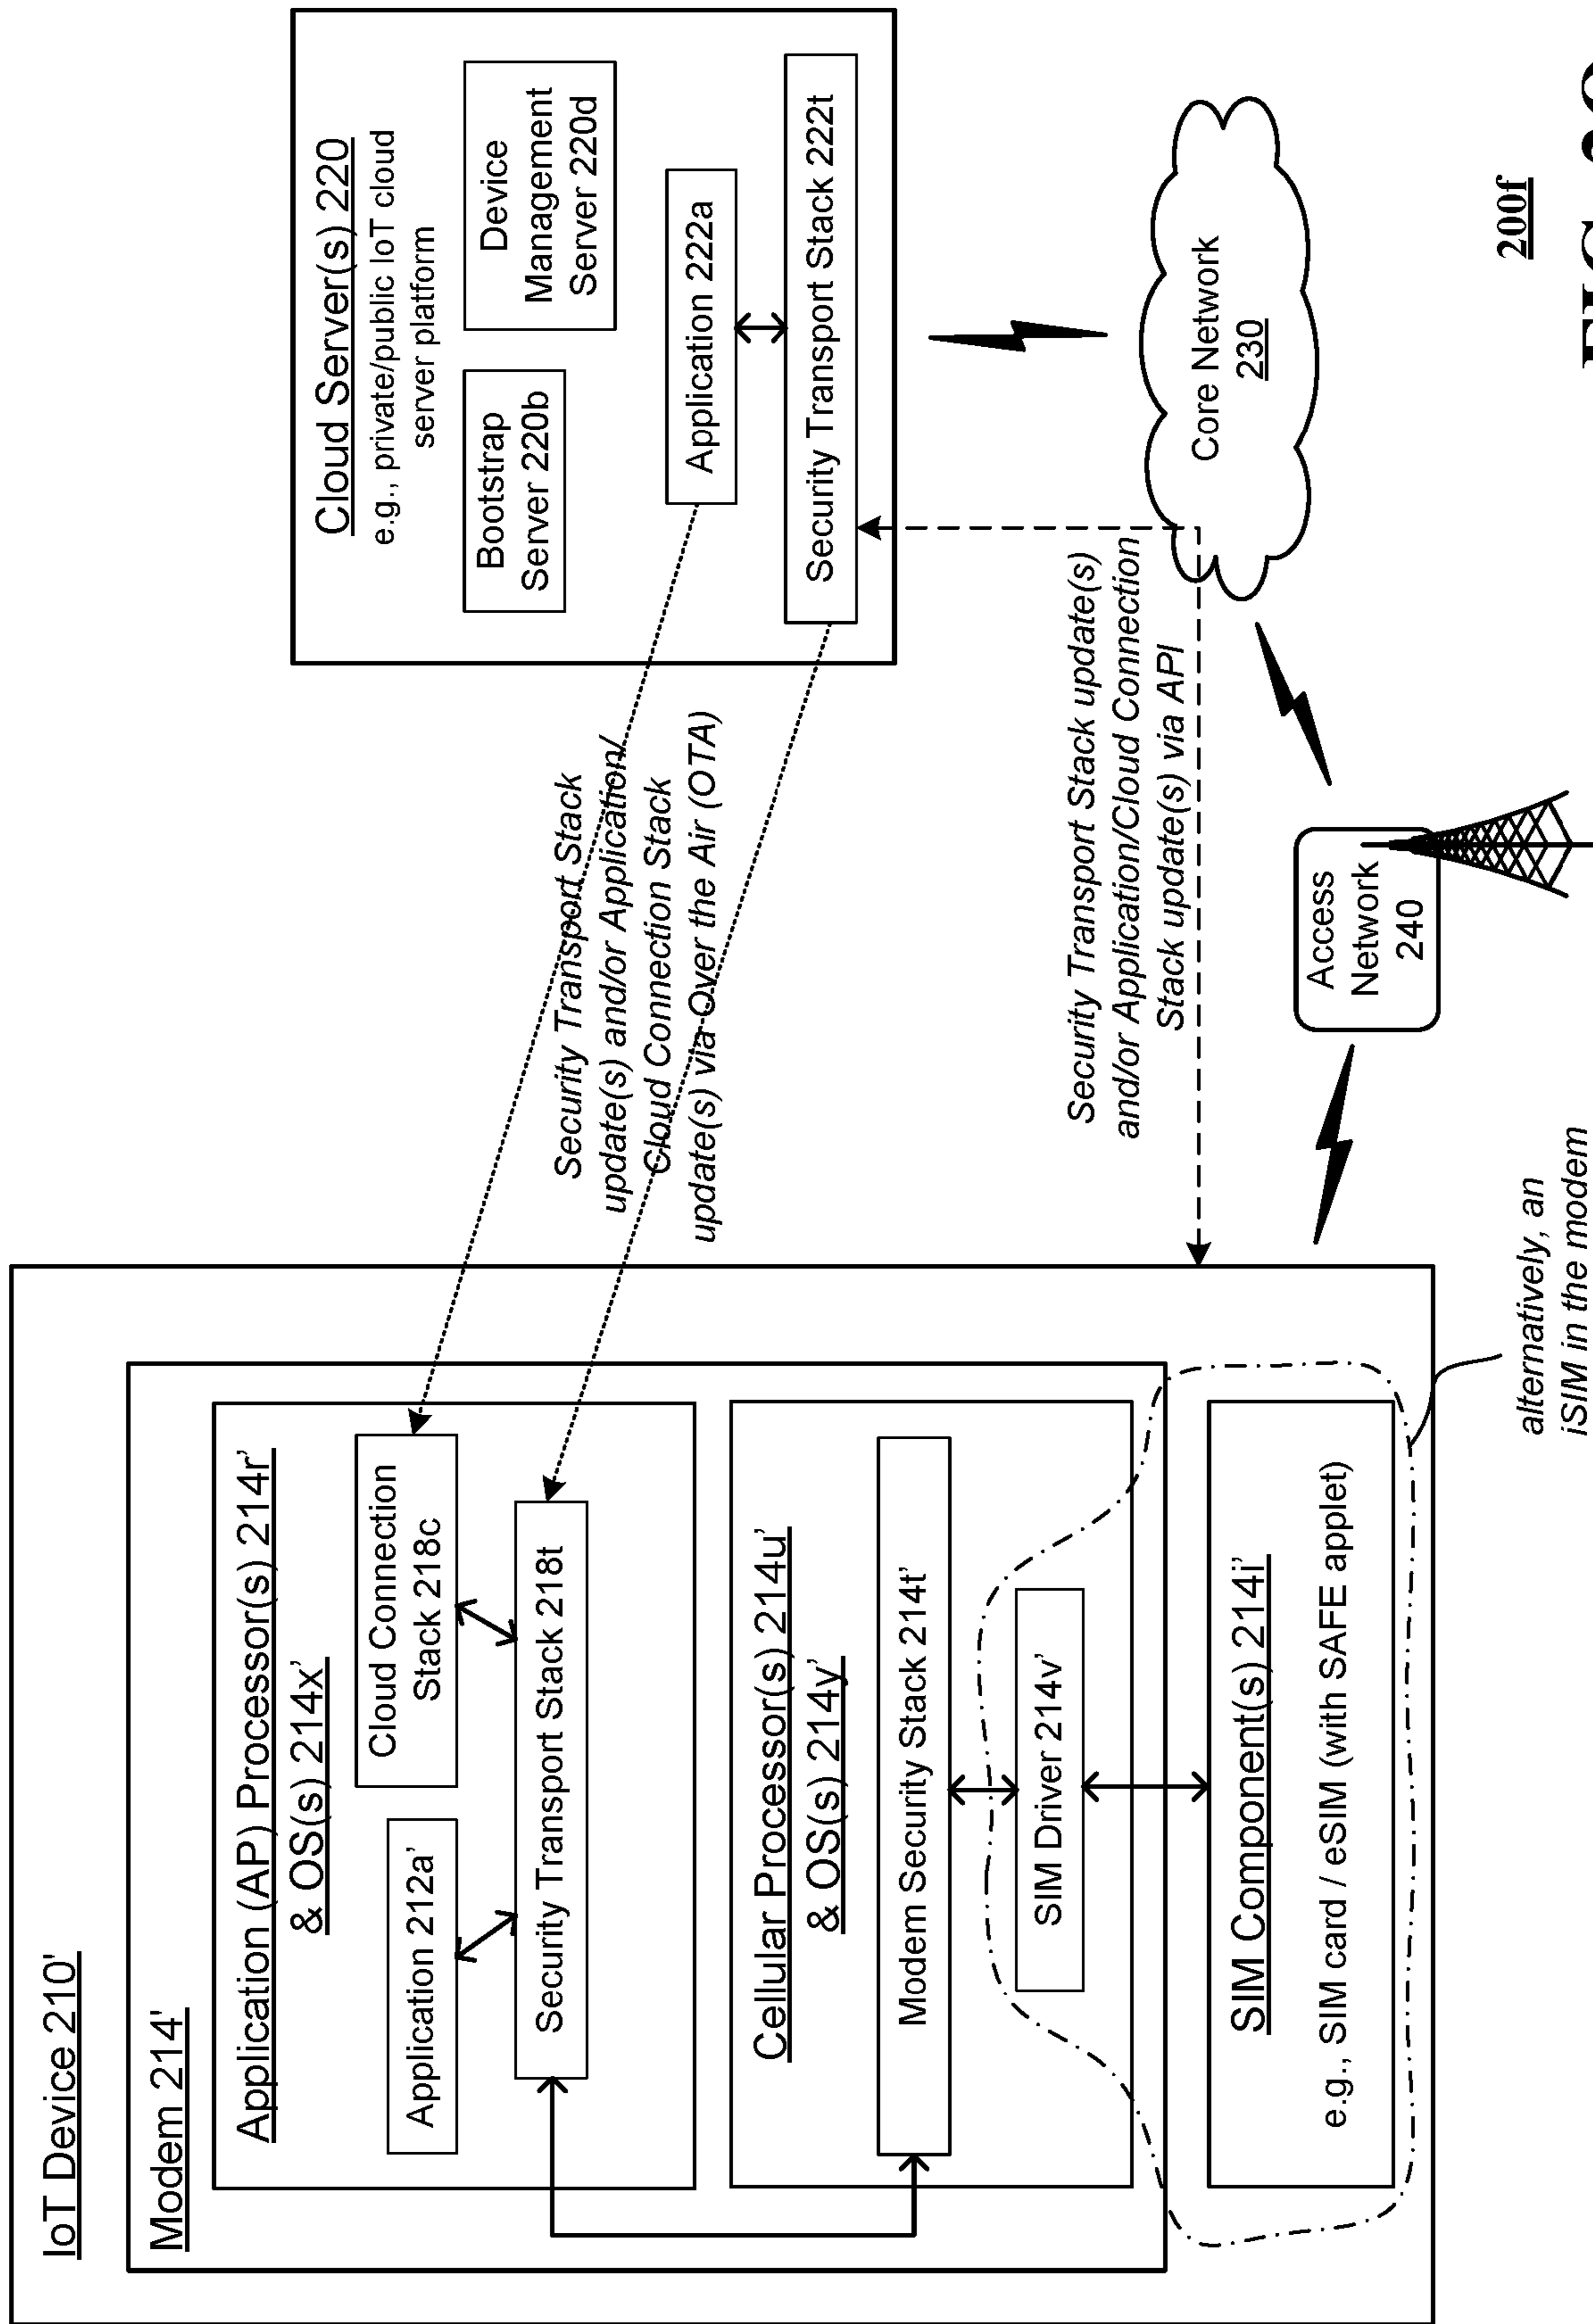 IoT Device 210'
Modem 214'
Application (AP) Processor(s) 214r'
& OS(s) 214x'
Application 212a'
Cloud Connection
Stack 218c
Security Transport Stack 218t
Cellular Processor(s) 214u'
& OS(s) 214y'
Modem Security Stack 214t'
SIM Driver 214v'
SIM Component(s) 214i'
e.g., SIM card / eSIM (with SAFE applet)
alternatively, an
iSIM in the modem
Security Transport Stack
update(s) and/or Application/
Cloud Connection Stack
update(s) via Over the Air (OTA)
Cloud Server(s) 220
e.g., private/public IoT cloud
server platform
Bootstrap
Server 220b
Device
Management
Server 220d
Application 222a
Security Transport Stack 222t
Security Transport Stack update(s)
and/or Application/Cloud Connection
Stack update(s) via API
Core Network
230
Access
Network
240
200f